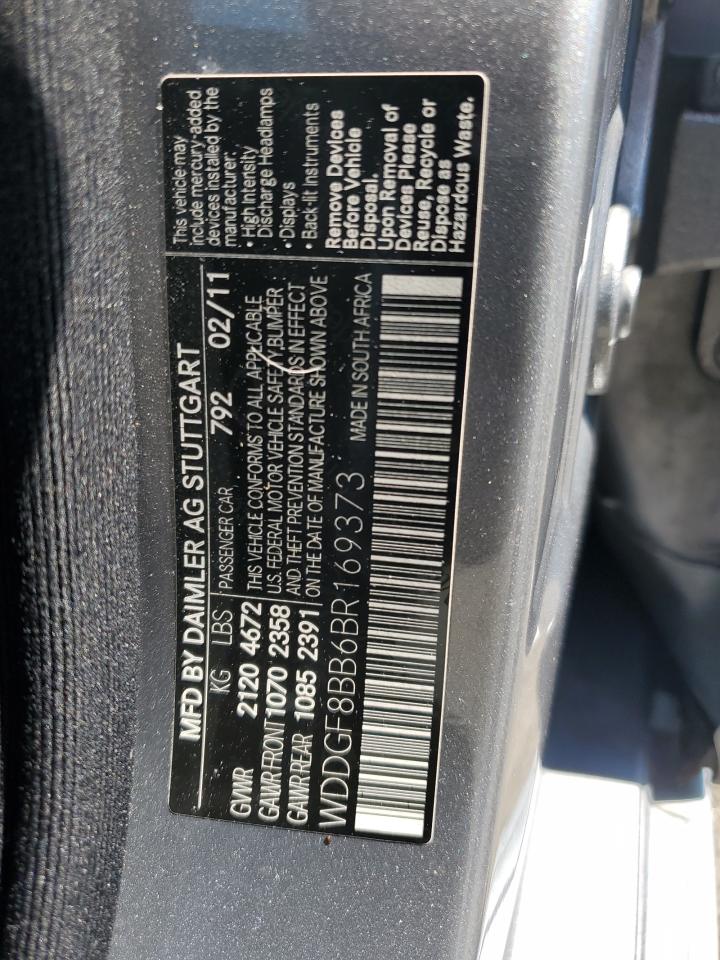 MFD BY DAIMLER AG STUTTGART
KG LBS PASSENGER CAR 792 02/11
GVWR 2120 4672
GAWR FRONT 1070 2358
GAWR REAR 1085 2391
THIS VEHICLE CONFORMS TO ALL APPLICABLE
U.S. FEDERAL MOTOR VEHICLE SAFETY,BUMPER
AND THEFT PREVENTION STANDARDS IN EFFECT
ON THE DATE OF MANUFACTURE SHOWN ABOVE
WDDGF8BB6BR169373 MADE IN SOUTH AFRICA
This vehicle may
include mercury-added
devices installed by the
manufacturer:
• High Intensity
Discharge Headlamps
• Displays
• Back-lit Instruments
Remove Devices
Before Vehicle
Disposal.
Upon Removal of
Devices Please
Reuse, Recycle or
Dispose as
Hazardous Waste.